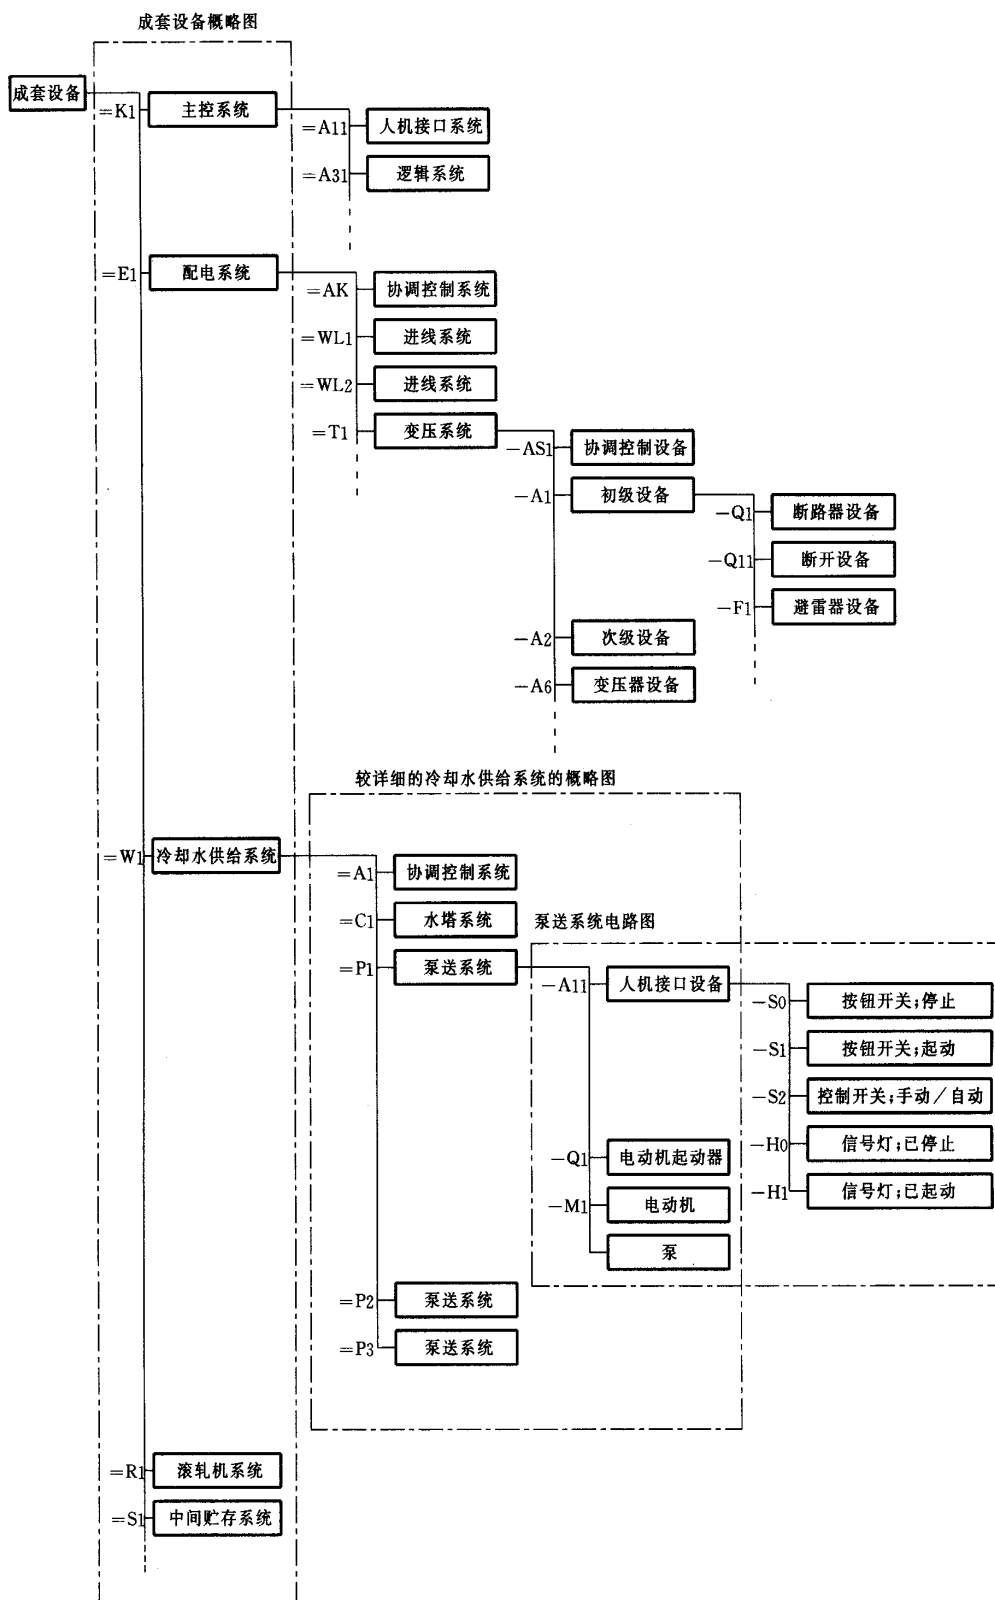 成套设备概略图
成套设备
=K1 主控系统
=A11 人机接口系统
=A31 逻辑系统
=E1 配电系统
=AK 协调控制系统
=WL1 进线系统
=WL2 进线系统
=T1 变压系统
-AS1 协调控制设备
-A1 初级设备
-Q1 断路器设备
-Q11 断开设备
-F1 避雷器设备
-A2 次级设备
-A6 变压器设备
较详细的冷却水供给系统的概略图
=W1 冷却水供给系统
=A1 协调控制系统
=C1 水塔系统
泵送系统电路图
=P1 泵送系统
-A11 人机接口设备
-S0 按钮开关;停止
-S1 按钮开关;起动
-S2 控制开关;手动/自动
-H0 信号灯;已停止
-Q1 电动机起动器
-H1 信号灯;已起动
-M1 电动机
泵
=P2 泵送系统
=P3 泵送系统
=R1 滚轧机系统
=S1 中间贮存系统